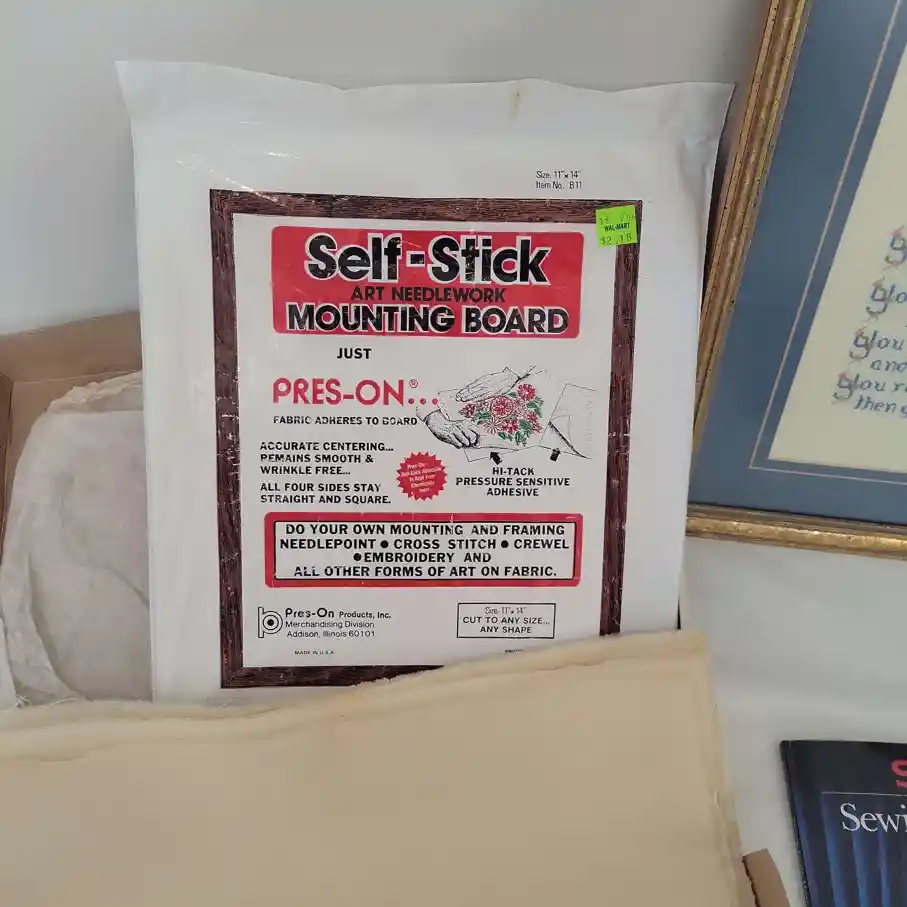 Size: 11"x 14"
Item No. B11
WAL-MART
$2.18
Self-Stick
ART NEEDLEWORK
MOUNTING BOARD
JUST
PRES-ON®...
FABRIC ADHERES TO BOARD
ACCURATE CENTERING...
REMAINS SMOOTH &
WRINKLE FREE...
ALL FOUR SIDES STAY
STRAIGHT AND SQUARE.
HI-TACK
PRESSURE SENSITIVE
ADHESIVE
DO YOUR OWN MOUNTING AND FRAMING
NEEDLEPOINT • CROSS STITCH • CREWEL
• EMBROIDERY AND
ALL OTHER FORMS OF ART ON FABRIC.
Pres-On Products, Inc.
Merchandising Division
Addison, Illinois 60101
MADE IN U.S.A.
Size: 11"x 14"
CUT TO ANY SIZE...
ANY SHAPE
you
and
then
S
Sewi